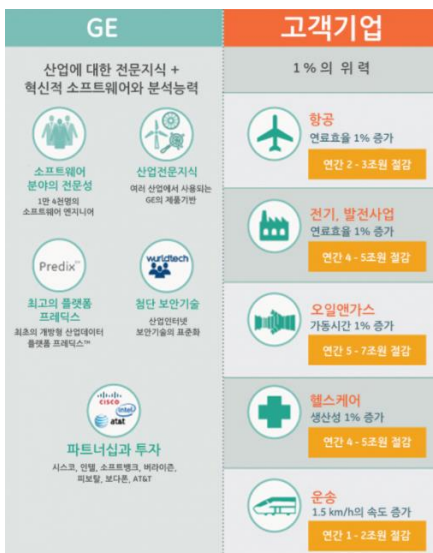 GE
산업에 대한 전문지식 +
혁신적 소프트웨어와 분석능력
소프트웨어
분야의 전문성
1만 4천명의
소프트웨어 엔지니어
산업전문지식
여러 산업에서 사용되는
GE의 제품기반
Predix™
최고의 플랫폼
프레딕스
최초의 개방형 산업데이터
플랫폼 프레딕스™
wurldtech
첨단 보안기술
산업인터넷
보안기술의 표준화
CISCO
intel
at&t
파트너십과 투자
시스코, 인텔, 소프트뱅크, 버라이즌,
피보탈, 보다폰, AT&T
고객기업
1%의 위력
항공
연료효율 1% 증가
연간 2 - 3조원 절감
전기, 발전사업
연료효율 1% 증가
연간 4 - 5조원 절감
오일앤가스
가동시간 1% 증가
연간 5 - 7조원 절감
헬스케어
생산성 1% 증가
연간 4 - 5조원 절감
운송
1.5 km/h의 속도 증가
연간 1 - 2조원 절감